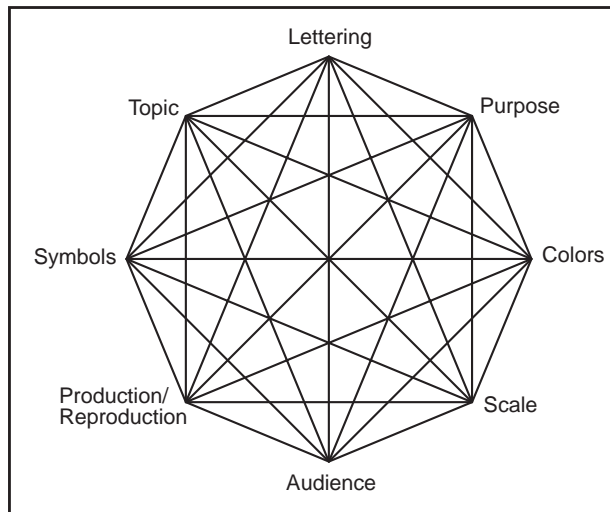 Lettering
Topic
Purpose
Symbols
Colors
Production/
Reproduction
Scale
Audience